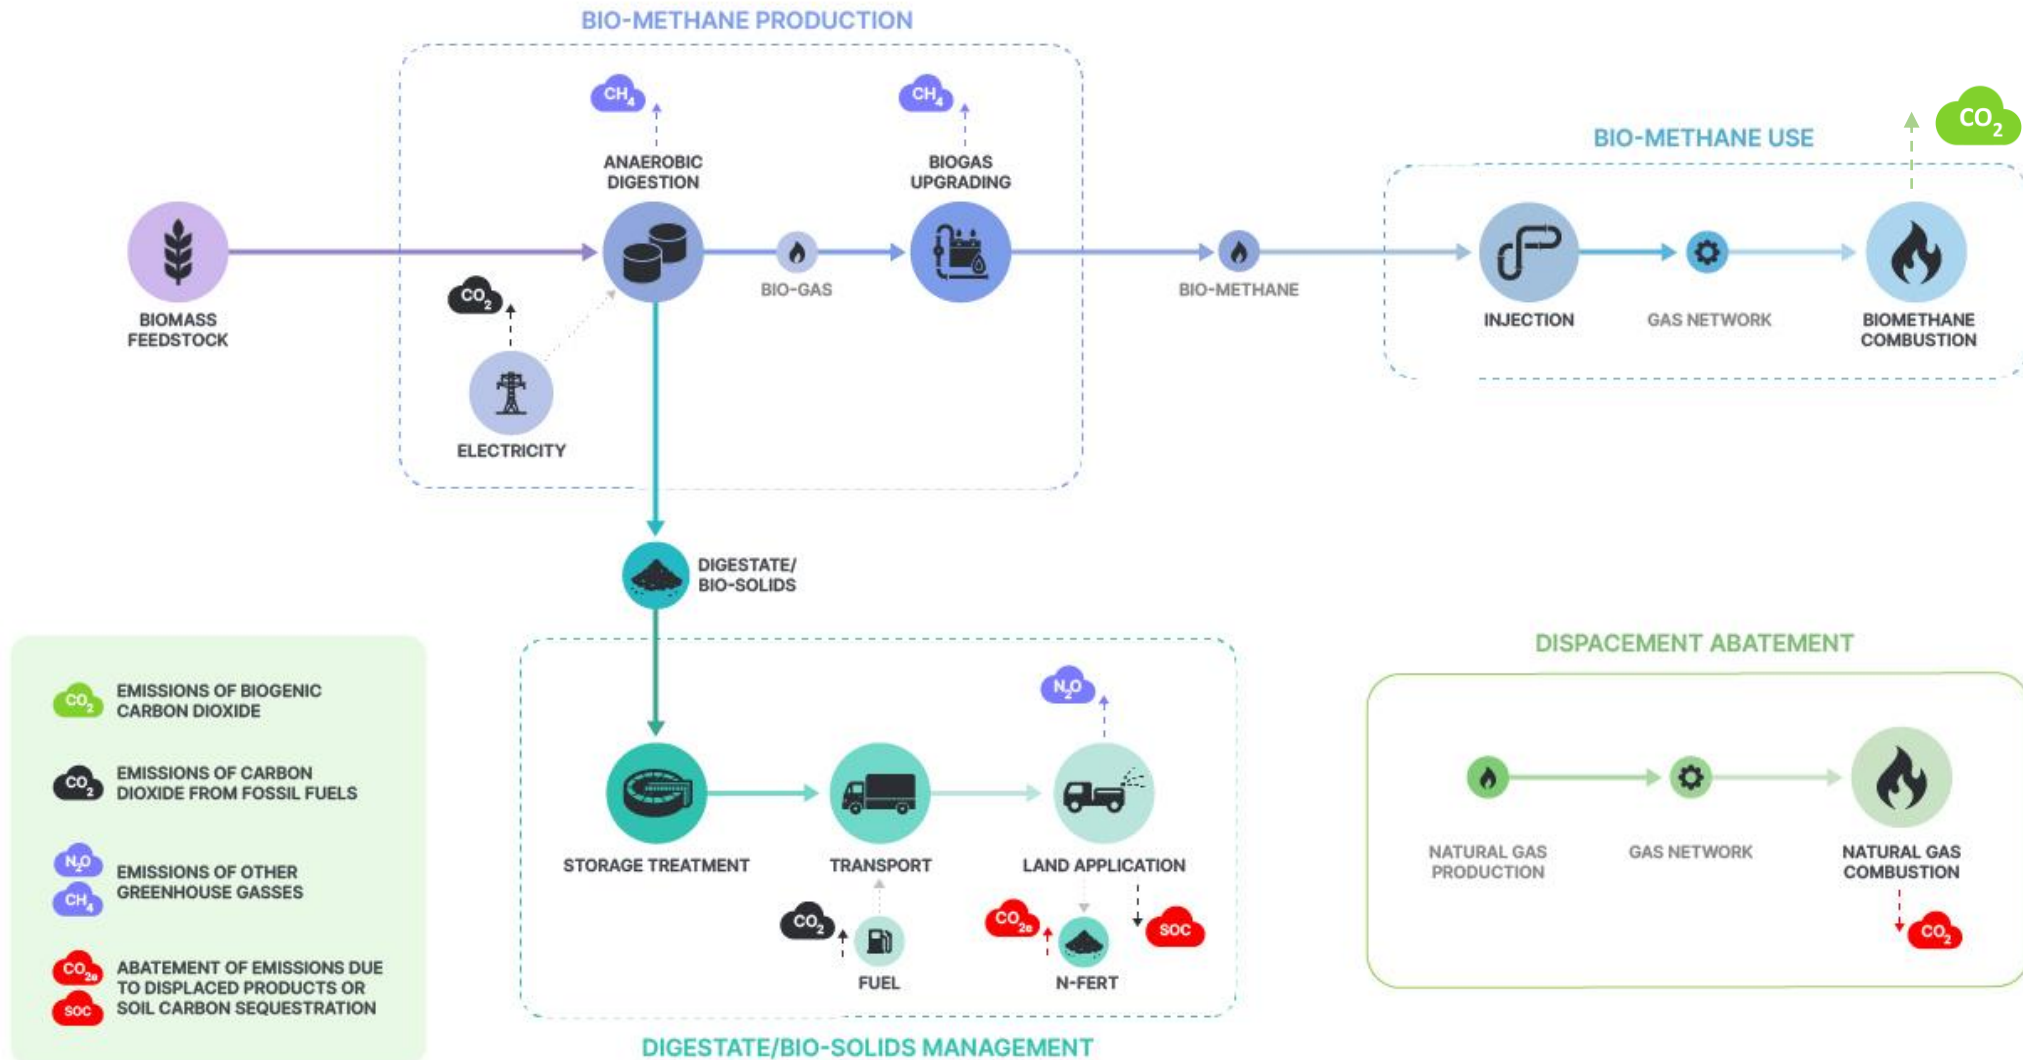 BIO-METHANE PRODUCTION
CH4
CH4
CO2
BIO-METHANE USE
ANAEROBIC
DIGESTION
BIOGAS
UPGRADING
BIOMASS
FEEDSTOCK
CO2
BIO-GAS
BIO-METHANE
INJECTION
GAS NETWORK
BIOMETHANE
COMBUSTION
ELECTRICITY
DIGESTATE/
BIO-SOLIDS
N2O
STORAGE TREATMENT
TRANSPORT
LAND APPLICATION
CO2
FUEL
CO2e
N-FERT
SOC
DIGESTATE/BIO-SOLIDS MANAGEMENT
DISPACEMENT ABATEMENT
NATURAL GAS
PRODUCTION
GAS NETWORK
NATURAL GAS
COMBUSTION
CO2
CO2
EMISSIONS OF BIOGENIC
CARBON DIOXIDE
CO2
EMISSIONS OF CARBON
DIOXIDE FROM FOSSIL FUELS
N2O
CH4
EMISSIONS OF OTHER
GREENHOUSE GASSES
CO2e
SOC
ABATEMENT OF EMISSIONS DUE
TO DISPLACED PRODUCTS OR
SOIL CARBON SEQUESTRATION